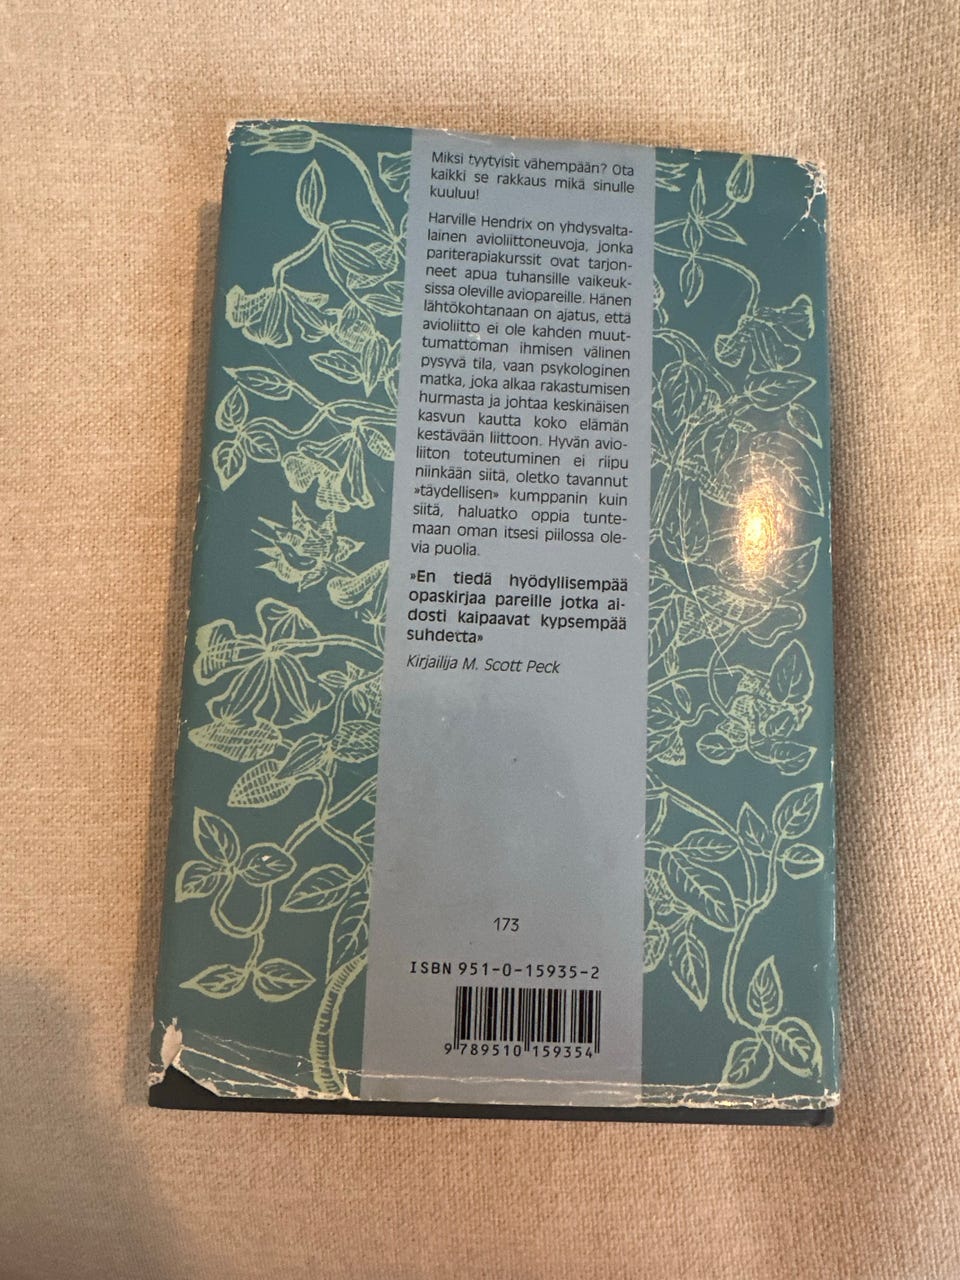 Miksi tyytyisit vähempään? Ota
kaikki se rakkaus mikä sinulle
kuuluu!
Harville Hendrix on yhdysvalta-
lainen avioliittoneuvoja, jonka
pariterapiakurssit ovat tarjon-
neet apua tuhansille vaikeuk-
sissa oleville aviopareille. Hänen
lähtökohtanaan on ajatus, että
avioliitto ei ole kahden muut-
tumattoman ihmisen välinen
pysyvä tila, vaan psykologinen
matka, joka alkaa rakastumisen
hurmasta ja johtaa keskinäisen
kasvun kautta koko elämän
kestävään liittoon. Hyvän avio-
liiton toteutuminen ei riipu
niinkään siitä, oletko tavannut
»täydellisen» kumppanin kuin
siitä, haluatko oppia tunte-
maan oman itsesi piilossa ole-
via puolia.
»En tiedä hyödyllisempää
opaskirjaa pareille jotka ai-
dosti kaipaavat kypsempää
suhdetta»
Kirjailija M. Scott Peck
173
ISBN 951-0-15935-2
9 789510 159354